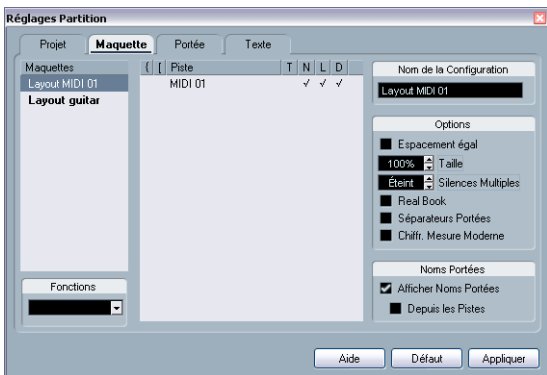 Réglages Partition
Projet Maquette Portée Texte
Maquettes
Layout MIDI 01
Layout guitar
{ [ Piste T N L D
MIDI 01 √ √ √
Nom de la Configuration
Layout MIDI 01
Options
Espacement égal
100% Taille
Éteint Silences Multiples
Real Book
Séparateurs Portées
Chiffr. Mesure Moderne
Noms Portées
Afficher Noms Portées
Depuis les Pistes
Fonctions
Aide Défaut Appliquer